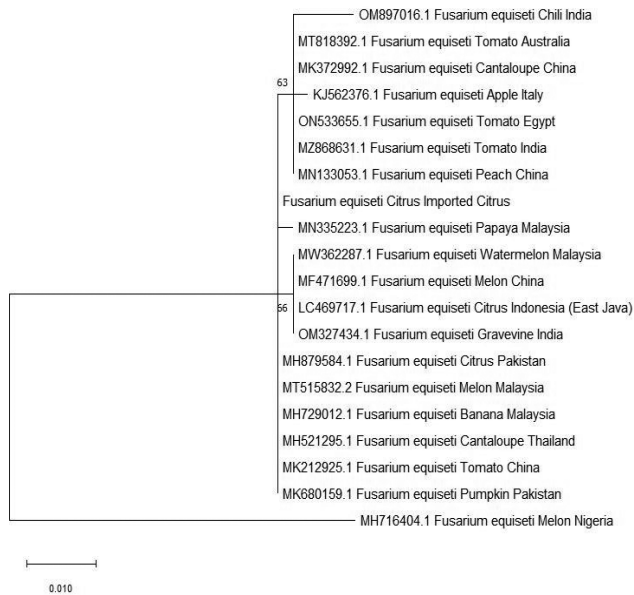 OM897016.1 Fusarium equiseti Chili India
MT818392.1 Fusarium equiseti Tomato Australia
MK372992.1 Fusarium equiseti Cantaloupe China
63
KJ562376.1 Fusarium equiseti Apple Italy
ON533655.1 Fusarium equiseti Tomato Egypt
MZ868631.1 Fusarium equiseti Tomato India
MN133053.1 Fusarium equiseti Peach China
Fusarium equiseti Citrus Imported Citrus
MN335223.1 Fusarium equiseti Papaya Malaysia
MW362287.1 Fusarium equiseti Watermelon Malaysia
MF471699.1 Fusarium equiseti Melon China
66 LC469717.1 Fusarium equiseti Citrus Indonesia (East Java)
OM327434.1 Fusarium equiseti Gravevine India
MH879584.1 Fusarium equiseti Citrus Pakistan
MT515832.2 Fusarium equiseti Melon Malaysia
MH729012.1 Fusarium equiseti Banana Malaysia
MH521295.1 Fusarium equiseti Cantaloupe Thailand
MK212925.1 Fusarium equiseti Tomato China
MK680159.1 Fusarium equiseti Pumpkin Pakistan
MH716404.1 Fusarium equiseti Melon Nigeria
0.010